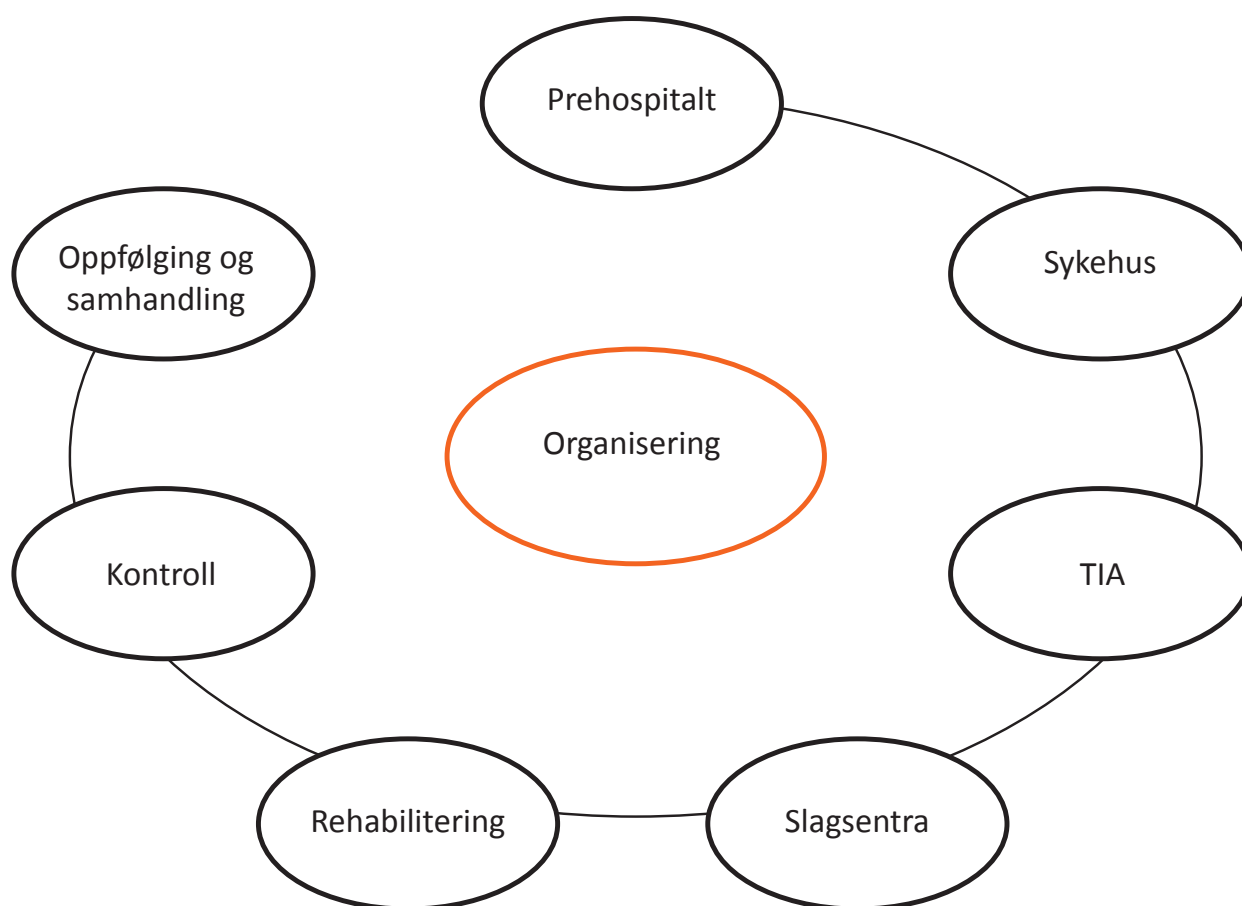 Prehospitalt
Sykehus
Oppfølging og
samhandling
Organisering
TIA
Kontroll
Slagsentra
Rehabilitering